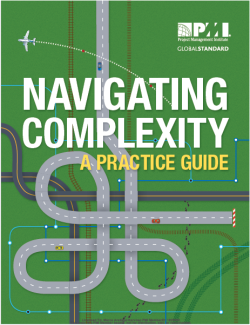 PMI
Project Management Institute
GLOBALSTANDARD
NAVIGATING
COMPLEXITY
A PRACTICE GUIDE